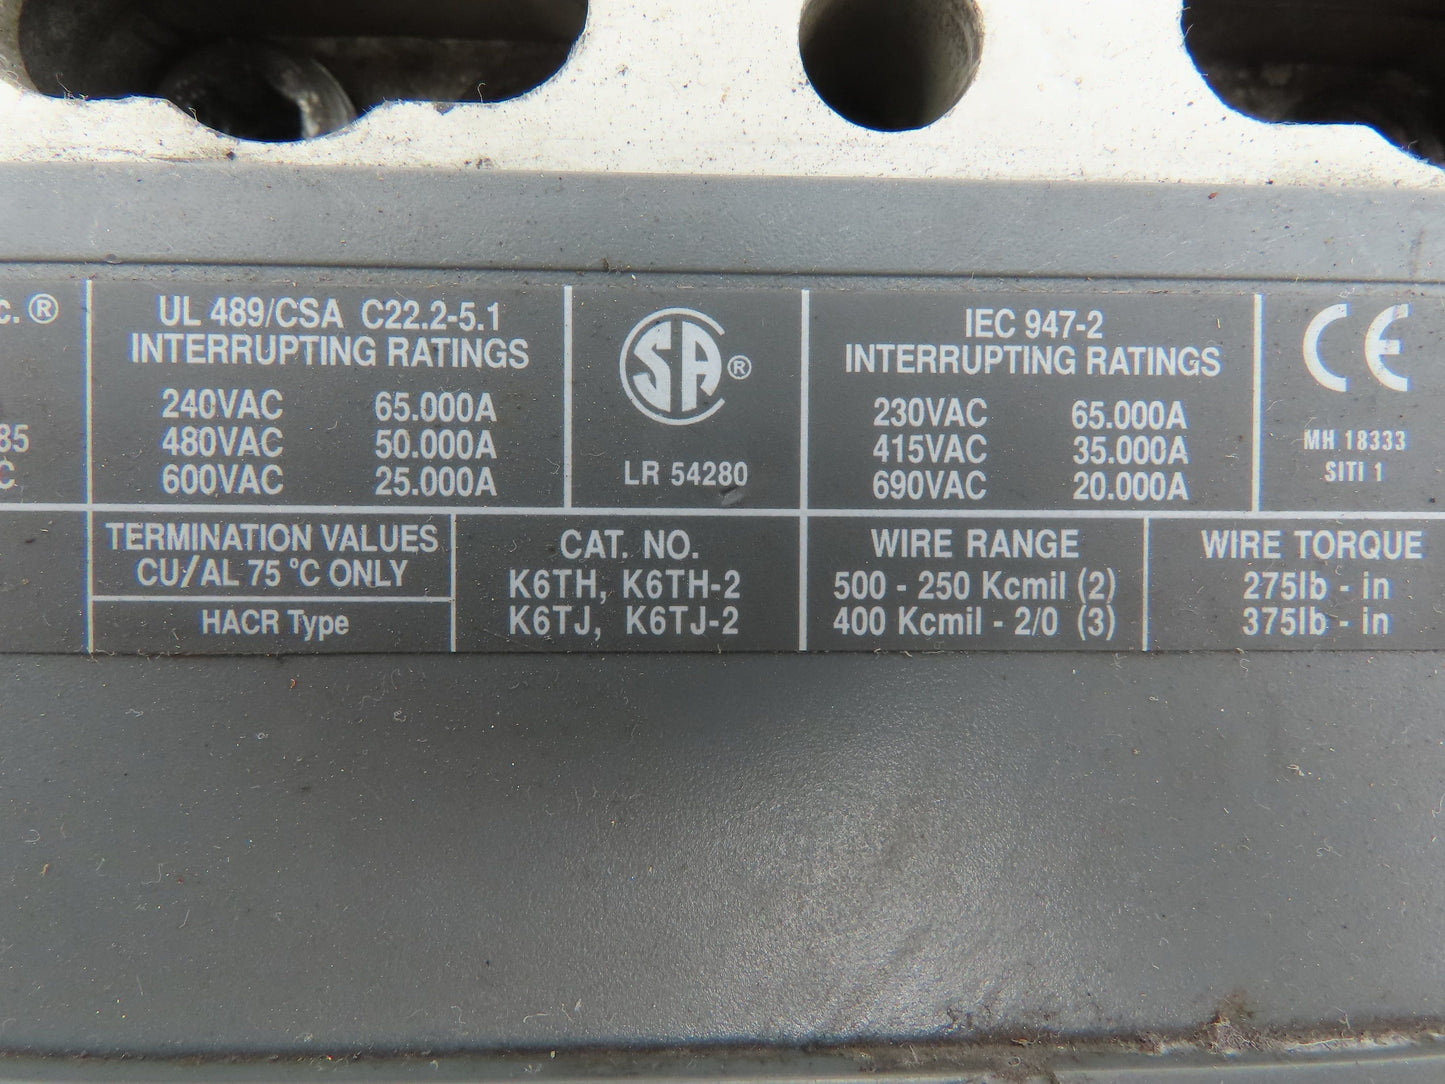 c. ®
85
C
UL 489/CSA C22.2-5.1
INTERRUPTING RATINGS
240VAC 65.000A
480VAC 50.000A
600VAC 25.000A
SA ®
LR 54280
IEC 947-2
INTERRUPTING RATINGS
230VAC 65.000A
415VAC 35.000A
690VAC 20.000A
CE
MH 18333
SITI 1
TERMINATION VALUES
CU/AL 75 °C ONLY
HACR Type
CAT. NO.
K6TH, K6TH-2
K6TJ, K6TJ-2
WIRE RANGE
500 - 250 Kcmil (2)
400 Kcmil - 2/0 (3)
WIRE TORQUE
275lb - in
375lb - in